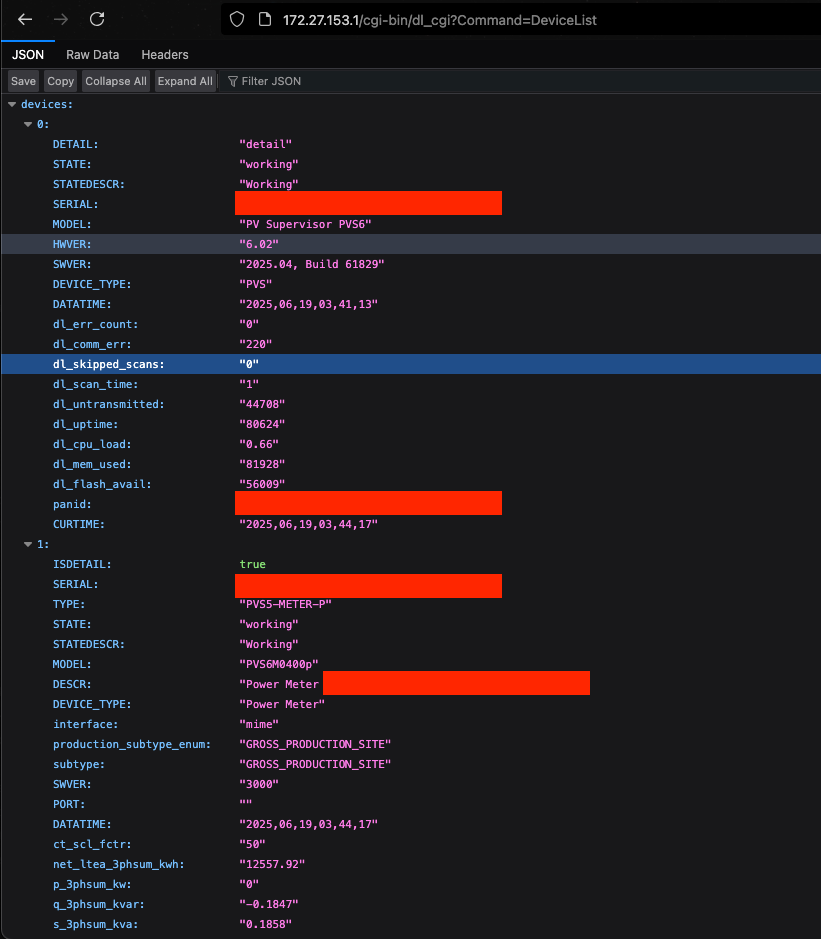 172.27.153.1/cgi-bin/dl_cgi?Command=DeviceList
JSON Raw Data Headers
Save Copy Collapse All Expand All Filter JSON
devices:
0:
DETAIL: "detail"
STATE: "working"
STATEDESCR: "Working"
SERIAL:
MODEL: "PV Supervisor PVS6"
HWVER: "6.02"
SWVER: "2025.04, Build 61829"
DEVICE_TYPE: "PVS"
DATATIME: "2025,06,19,03,41,13"
dl_err_count: "0"
dl_comm_err: "220"
dl_skipped_scans: "0"
dl_scan_time: "1"
dl_untransmitted: "44708"
dl_uptime: "80624"
dl_cpu_load: "0.66"
dl_mem_used: "81928"
dl_flash_avail: "56009"
panid:
CURTIME: "2025,06,19,03,44,17"
1:
ISDETAIL: true
SERIAL:
TYPE: "PVS5-METER-P"
STATE: "working"
STATEDESCR: "Working"
MODEL: "PVS6M0400p"
DESCR: "Power Meter
DEVICE_TYPE: "Power Meter"
interface: "mime"
production_subtype_enum: "GROSS_PRODUCTION_SITE"
subtype: "GROSS_PRODUCTION_SITE"
SWVER: "3000"
PORT: ""
DATATIME: "2025,06,19,03,44,17"
ct_scl_fctr: "50"
net_ltea_3phsum_kwh: "12557.92"
p_3phsum_kw: "0"
q_3phsum_kvar: "-0.1847"
s_3phsum_kva: "0.1858"